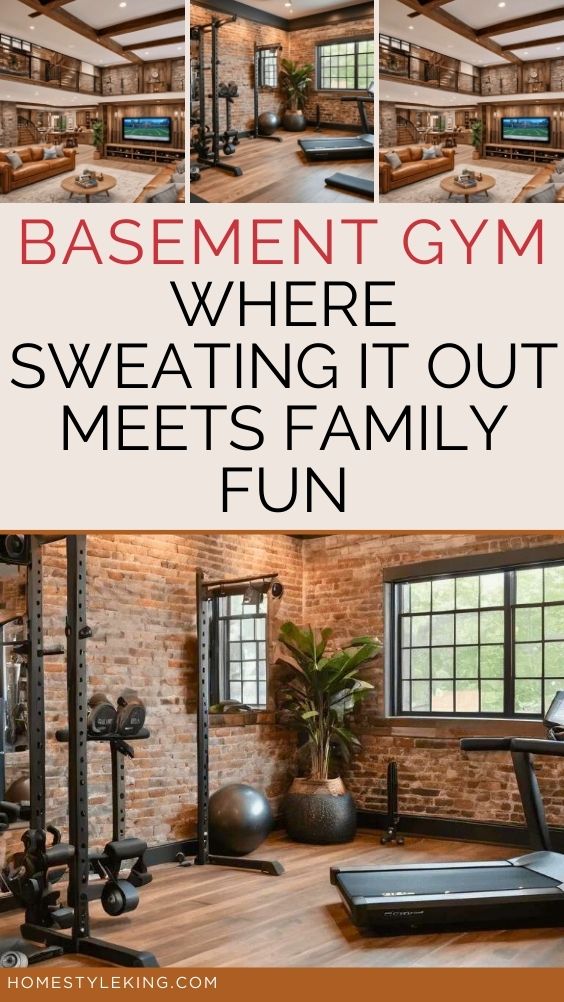 BASEMENT GYM
WHERE
SWEATING IT OUT
MEETS FAMILY
FUN
HOMESTYLEKING.COM